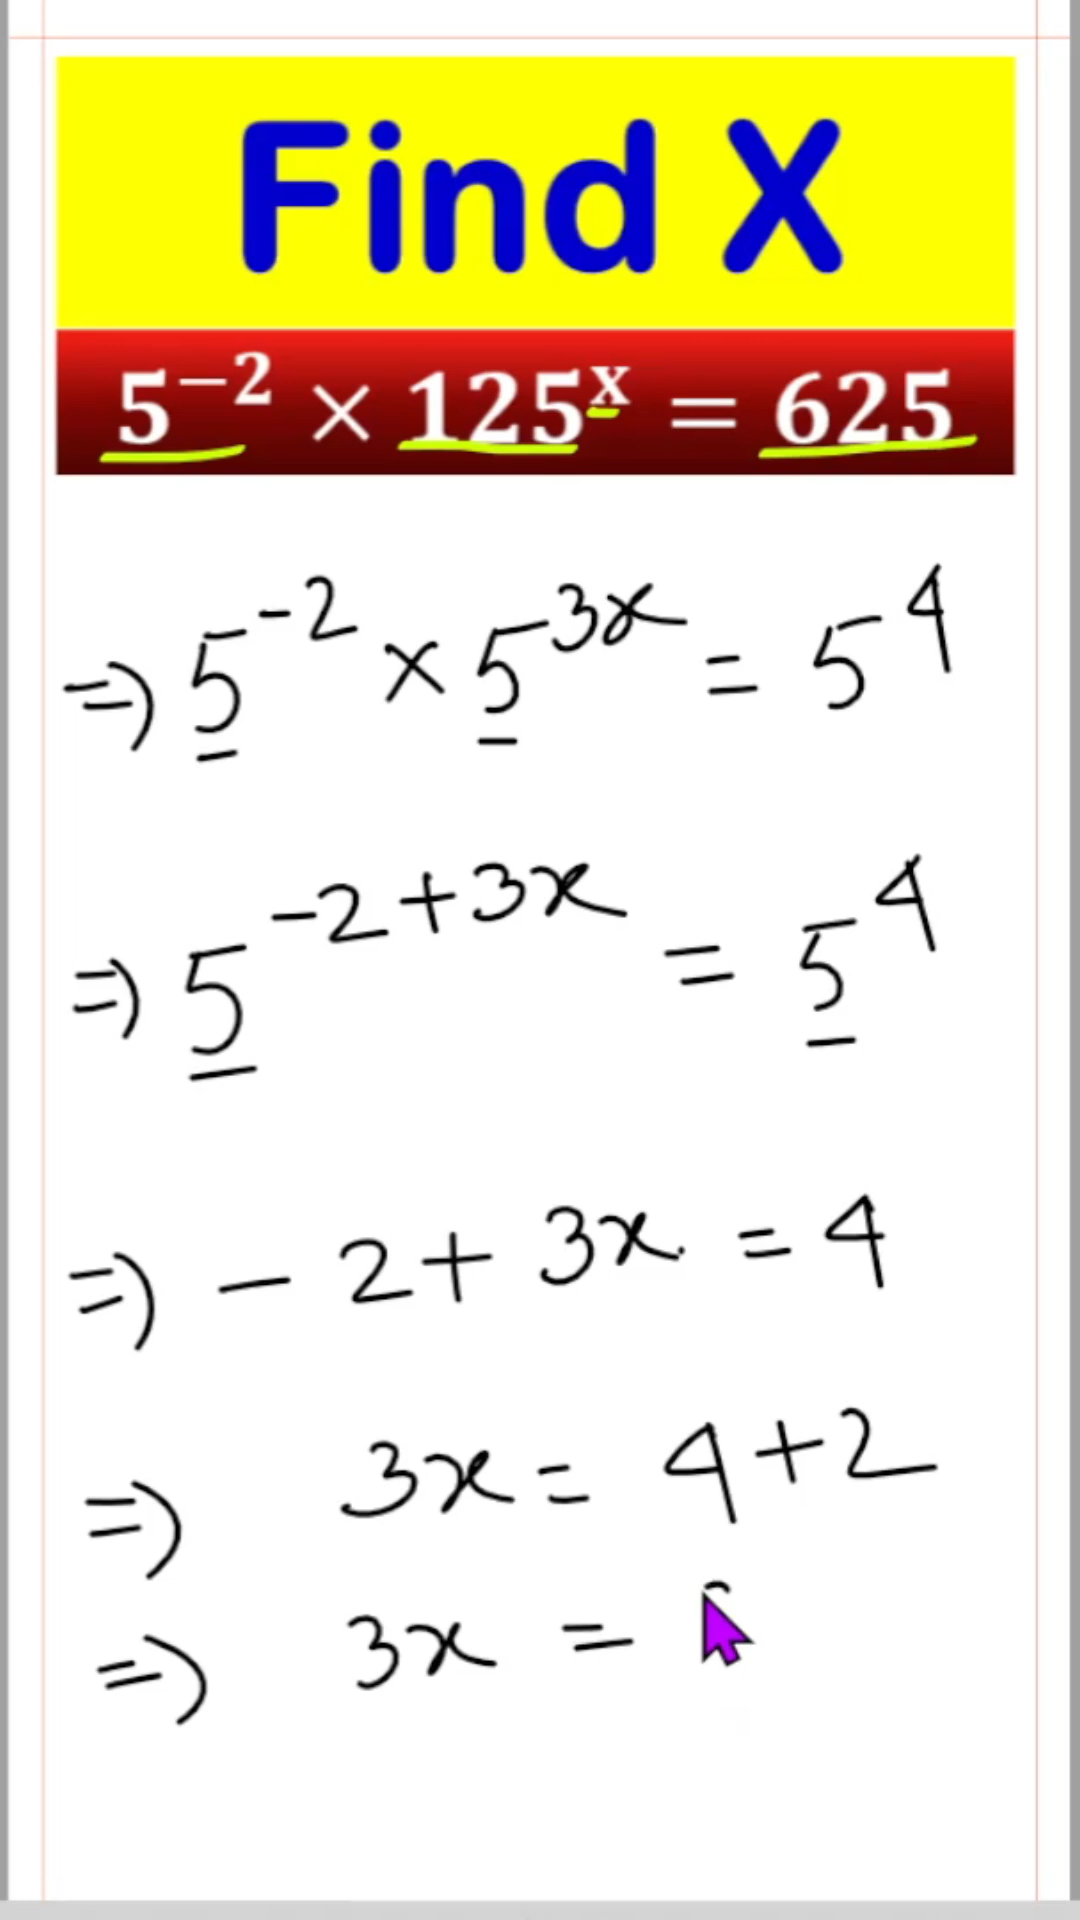 Find X
5⁻² × 125ˣ = 625
⇒ 5⁻² × 5³ˣ = 5⁴
⇒ 5⁻²⁺³ˣ = 5⁴
⇒ - 2 + 3x = 4
⇒ 3x = 4 + 2
⇒ 3x =